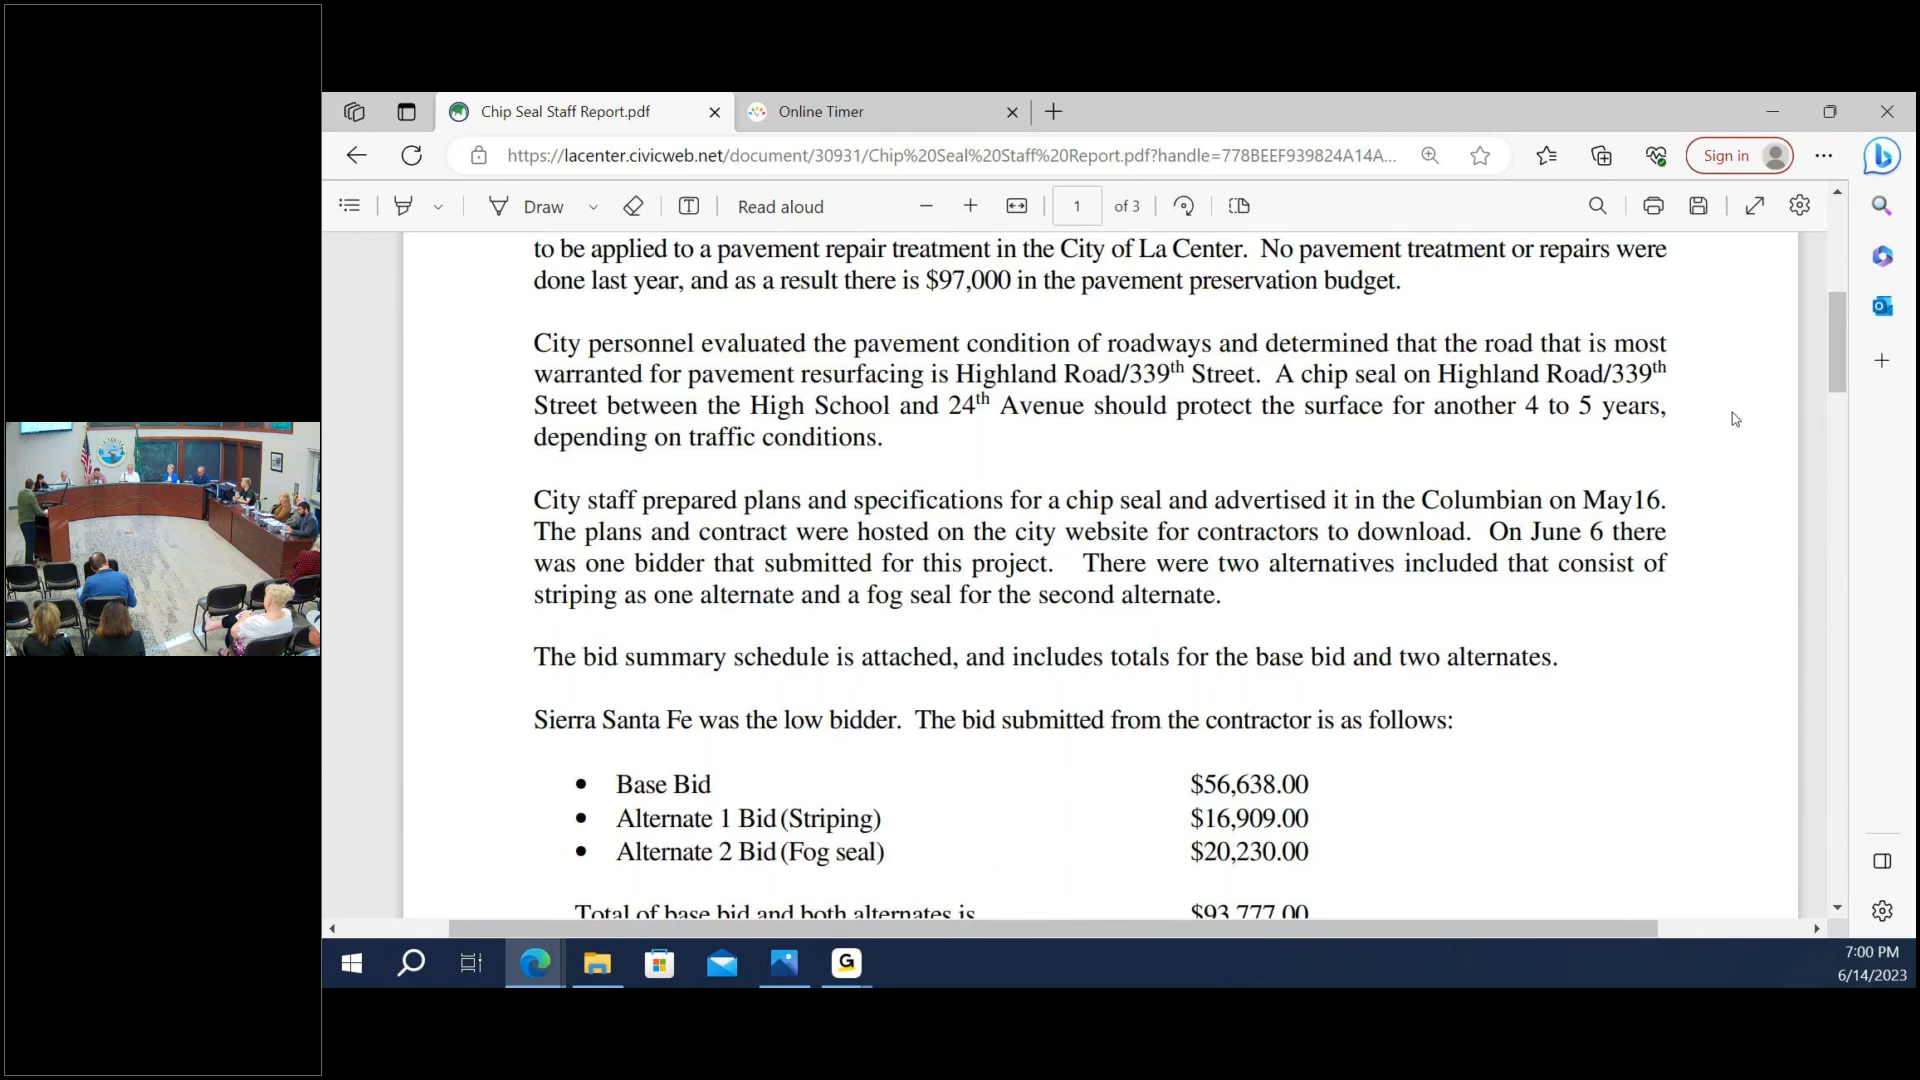 Chip Seal Staff Report.pdf
Online Timer
https://lacenter.civicweb.net/document/30931/Chip%20Seal%20Staff%20Report.pdf?handle=778BEEF939824A14A...
Sign in
Draw
Read aloud
1
of 3
to be applied to a pavement repair treatment in the City of La Center. No pavement treatment or repairs were
done last year, and as a result there is $97,000 in the pavement preservation budget.
City personnel evaluated the pavement condition of roadways and determined that the road that is most
warranted for pavement resurfacing is Highland Road/339th Street. A chip seal on Highland Road/339th
Street between the High School and 24th Avenue should protect the surface for another 4 to 5 years,
depending on traffic conditions.
City staff prepared plans and specifications for a chip seal and advertised it in the Columbian on May16.
The plans and contract were hosted on the city website for contractors to download. On June 6 there
was one bidder that submitted for this project. There were two alternatives included that consist of
striping as one alternate and a fog seal for the second alternate.
The bid summary schedule is attached, and includes totals for the base bid and two alternates.
Sierra Santa Fe was the low bidder. The bid submitted from the contractor is as follows:
• Base Bid $56,638.00
• Alternate 1 Bid (Striping) $16,909.00
• Alternate 2 Bid (Fog seal) $20,230.00
Total of base bid and both alternates is $93,777.00
G
7:00 PM
6/14/2023